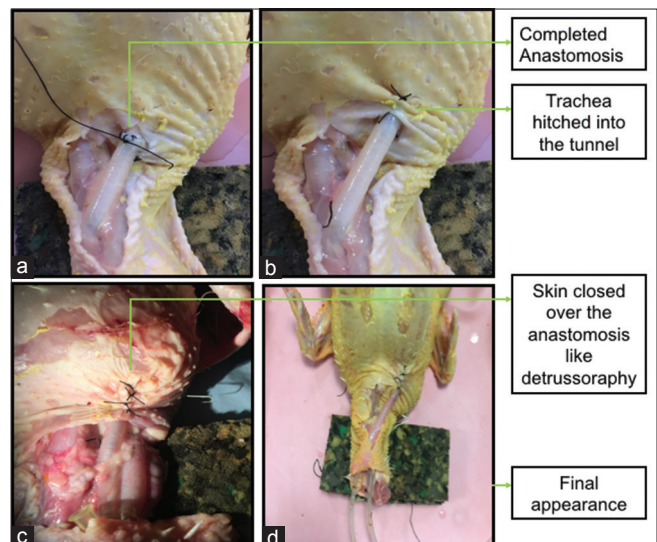 Completed
Anastomosis
Trachea
hitched into
the tunnel
a
b
Skin closed
over the
anastomosis
like
detrussoraphy
Final
appearance
c
d